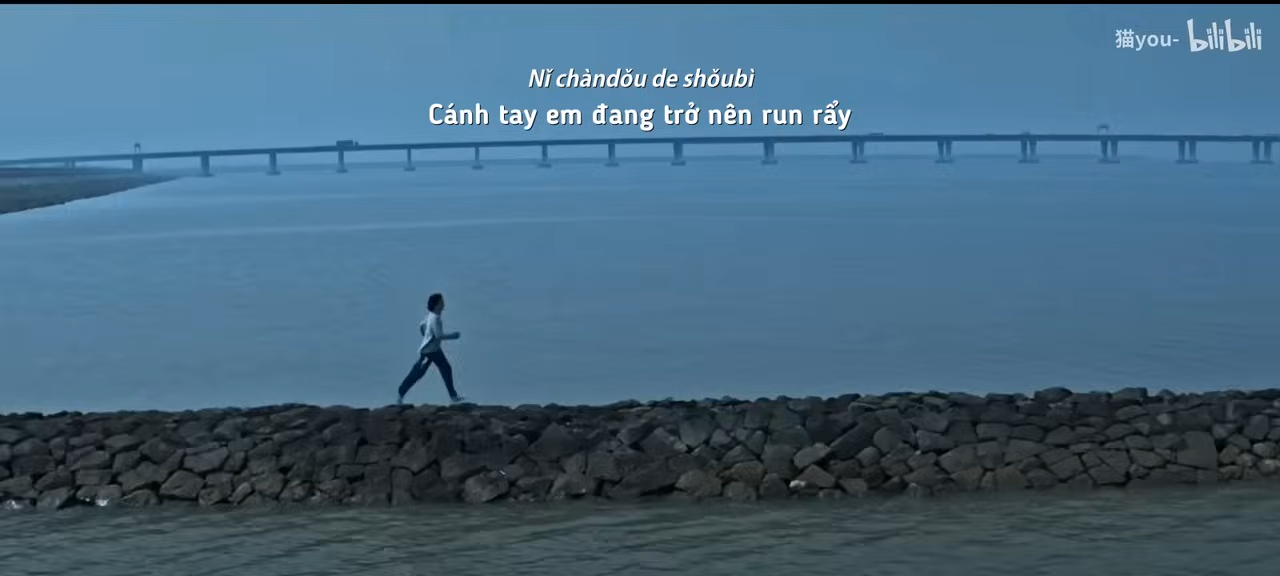 猫you- bilibili
Nǐ chàndǒu de shǒubì
Cánh tay em đang trở nên run rẩy